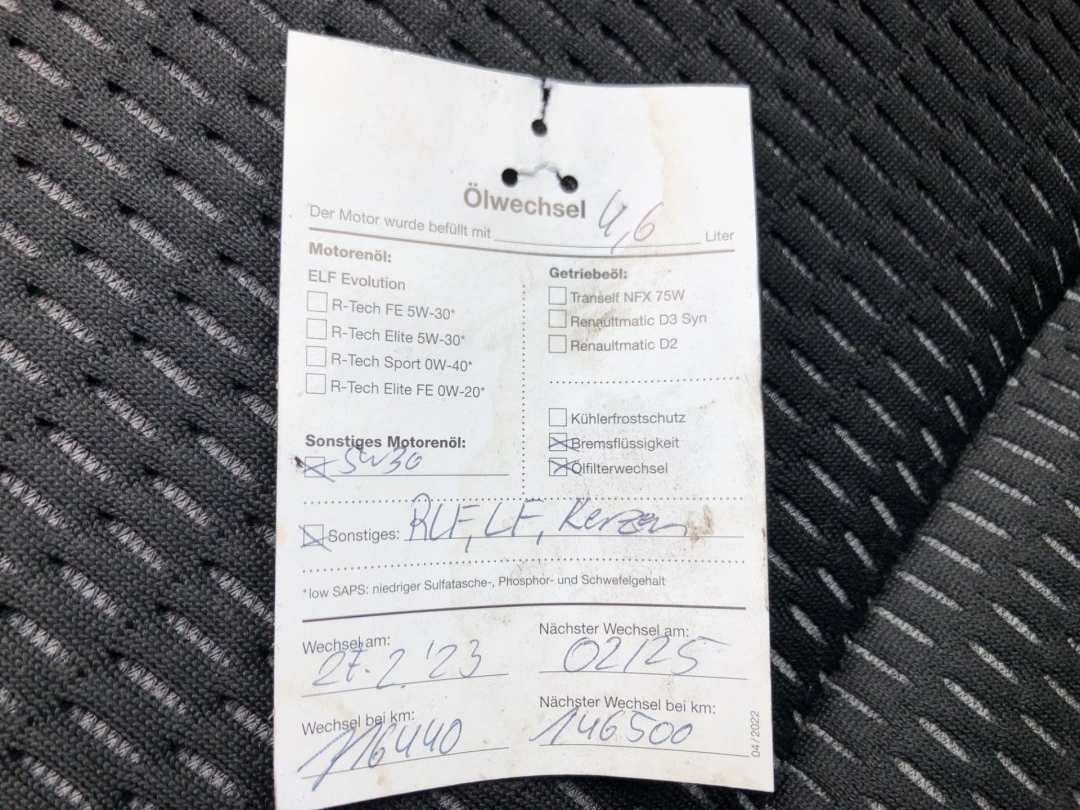 Ölwechsel
Der Motor wurde befüllt mit 4,6 Liter
Motorenöl:
ELF Evolution
R-Tech FE 5W-30*
R-Tech Elite 5W-30*
R-Tech Sport 0W-40*
R-Tech Elite FE 0W-20*
Sonstiges Motorenöl:
5W30
Getriebeöl:
Tranself NFX 75W
Renaultmatic D3 Syn
Renaultmatic D2
Kühlerfrostschutz
Bremsflüssigkeit
Ölfilterwechsel
Sonstiges: RLF, LF, Kerzen
*low SAPS: niedriger Sulfatasche-, Phosphor- und Schwefelgehalt
Wechsel am:
27.2.'23
Nächster Wechsel am:
02/25
Wechsel bei km:
116440
Nächster Wechsel bei km:
146500
04/2022